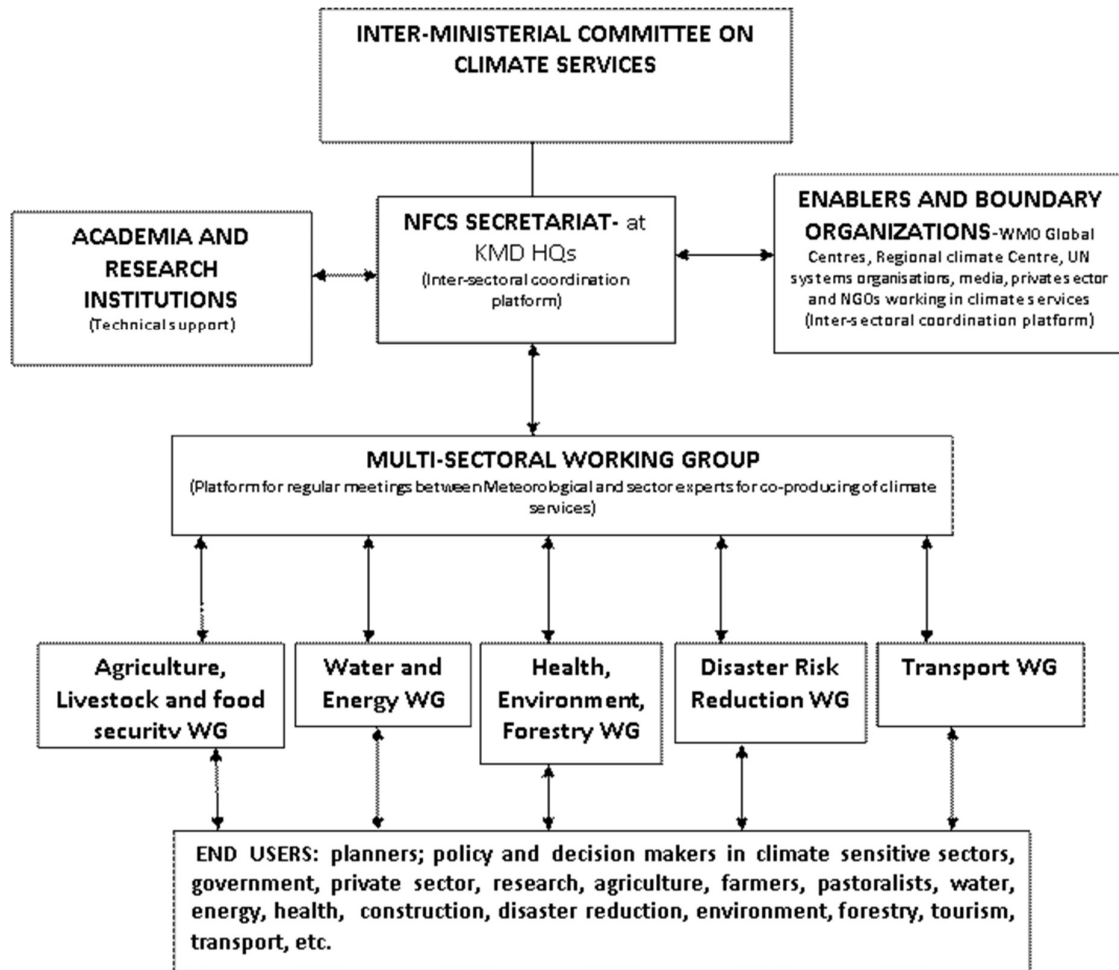 INTER-MINISTERIAL COMMITTEE ON
CLIMATE SERVICES
ACADEMIA AND
RESEARCH
INSTITUTIONS
(Technical support)
NFCS SECRETARIAT- at
KMD HQs
(Inter-sectoral coordination
platform)
ENABLERS AND BOUNDARY
ORGANIZATIONS-WMO Global
Centres, Regional climate Centre, UN
systems organisations, media, private sector
and NGOs working in climate services
(Inter-sectoral coordination platform)
MULTI-SECTORAL WORKING GROUP
(Platform for regular meetings between Meteorological and sector experts for co-producing of climate
services)
Agriculture,
Livestock and food
security WG
Water and
Energy WG
Health,
Environment,
Forestry WG
Disaster Risk
Reduction WG
Transport WG
END USERS: planners; policy and decision makers in climate sensitive sectors,
government, private sector, research, agriculture, farmers, pastoralists, water,
energy, health, construction, disaster reduction, environment, forestry, tourism,
transport, etc.